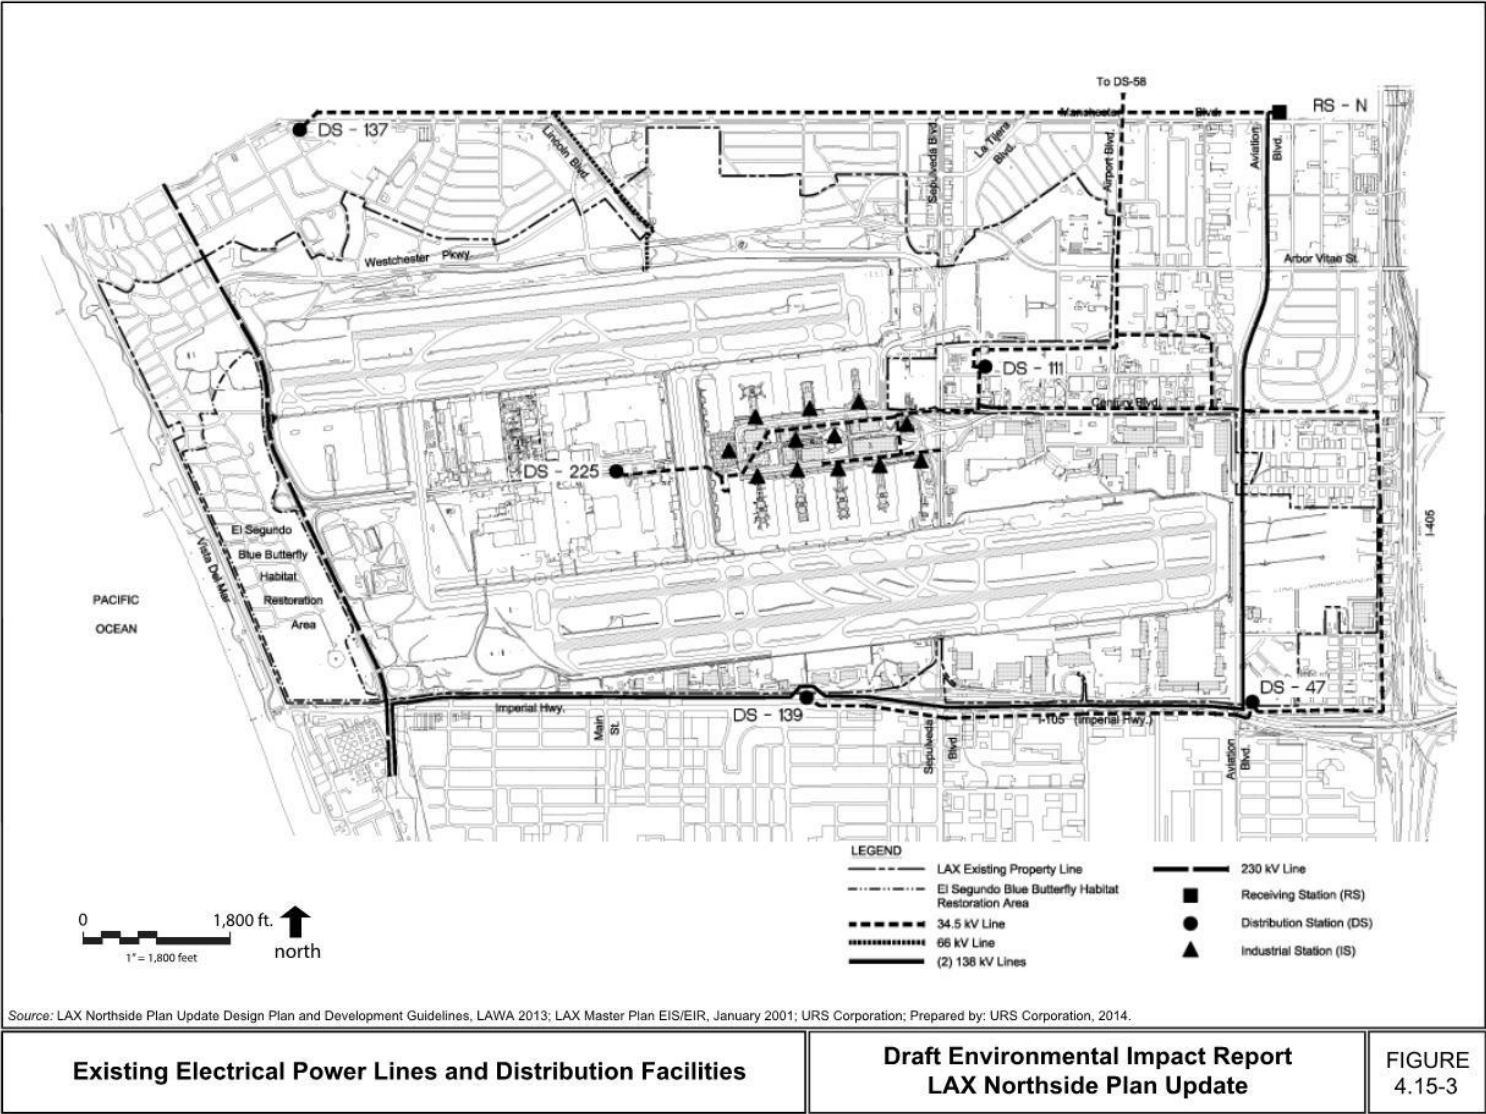 To DS-58
RS - N
Manchester Blvd.
DS - 137
Lincoln Blvd.
Sepulveda Blvd.
La Tijera
Blvd.
Airport Blvd.
Aviation
Blvd.
Westchester Pkwy.
Arbor Vitae St.
DS - 111
Century Blvd.
DS - 225
I-405
El Segundo
Blue Butterfly
Habitat
Restoration
Area
Vista Del Mar
PACIFIC
OCEAN
DS - 47
Imperial Hwy.
DS - 139
I-105 (Imperial Hwy.)
Main
St.
Sepulveda
Blvd.
Aviation
Blvd.
LEGEND
LAX Existing Property Line
El Segundo Blue Butterfly Habitat
Restoration Area
34.5 kV Line
66 kV Line
(2) 138 kV Lines
230 kV Line
Receiving Station (RS)
Distribution Station (DS)
Industrial Station (IS)
0 1,800 ft.
1"= 1,800 feet
north
Source: LAX Northside Plan Update Design Plan and Development Guidelines, LAWA 2013; LAX Master Plan EIS/EIR, January 2001; URS Corporation; Prepared by: URS Corporation, 2014.
Existing Electrical Power Lines and Distribution Facilities
Draft Environmental Impact Report
LAX Northside Plan Update
FIGURE
4.15-3